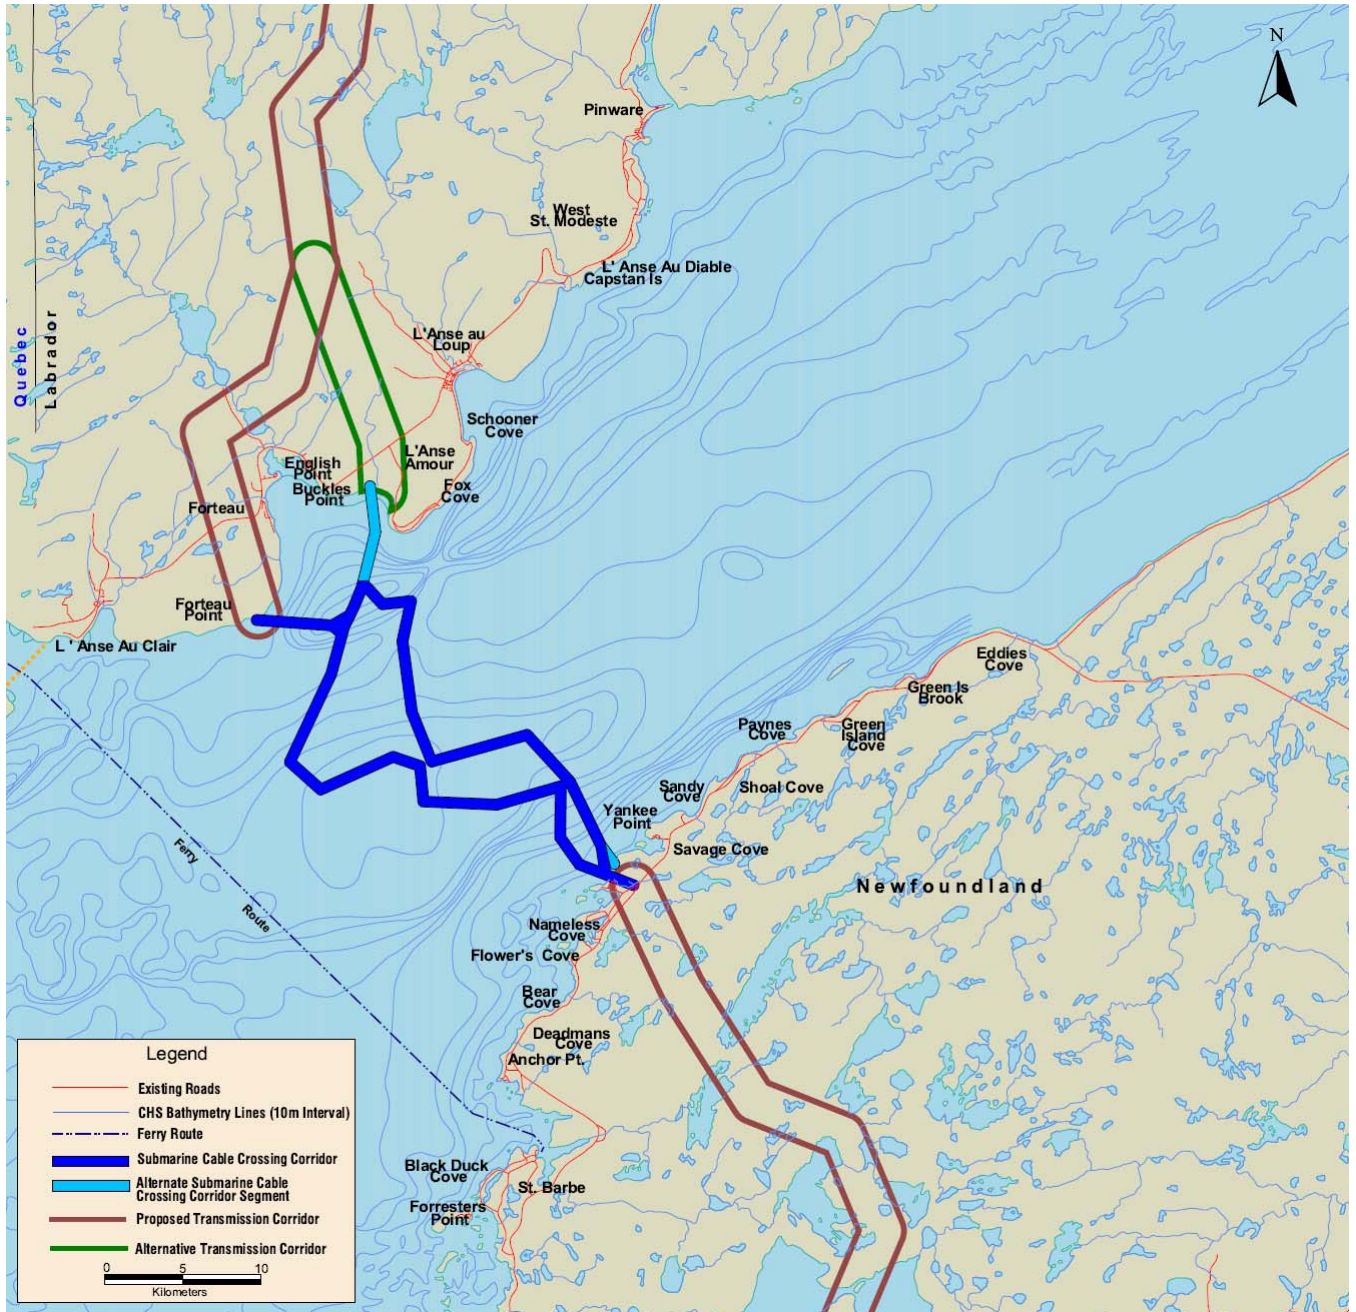 N
Pinware
West
St. Modeste
L' Anse Au Diable
Capstan Is
Quebec
Labrador
L'Anse au
Loup
Schooner
Cove
L'Anse
Amour
English
Point
Buckles
Point
Fox
Cove
Forteau
Forteau
Point
L ' Anse Au Clair
Eddies
Cove
Green Is
Brook
Paynes
Cove
Green
Island
Cove
Sandy
Cove
Shoal Cove
Yankee
Point
Savage Cove
Ferry
Route
Newfoundland
Nameless
Cove
Flower's Cove
Bear
Cove
Deadmans
Cove
Anchor Pt.
Black Duck
Cove
St. Barbe
Forresters
Point
Legend
Existing Roads
CHS Bathymetry Lines (10m Interval)
Ferry Route
Submarine Cable Crossing Corridor
Alternate Submarine Cable
Crossing Corridor Segment
Proposed Transmission Corridor
Alternative Transmission Corridor
0 5 10
Kilometers